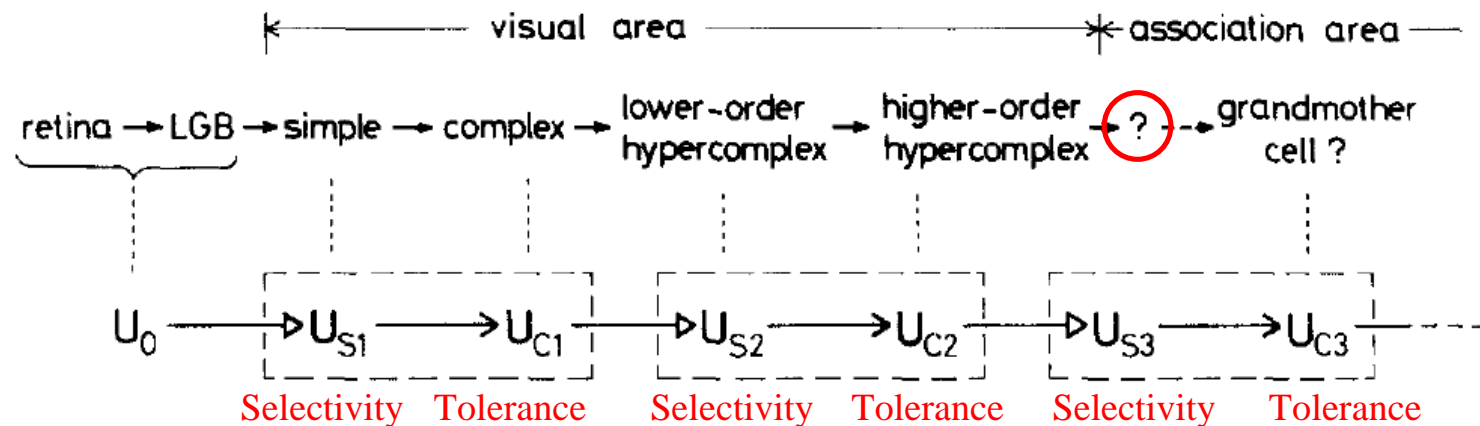 visual area association area
retina → LGB → simple → complex → lower-order hypercomplex → higher-order hypercomplex → ? → grandmother cell ?
U0 US1 UC1 US2 UC2 US3 UC3
Selectivity Tolerance Selectivity Tolerance Selectivity Tolerance